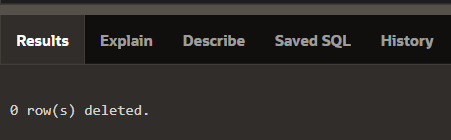 Results Explain Describe Saved SQL History
0 row(s) deleted.